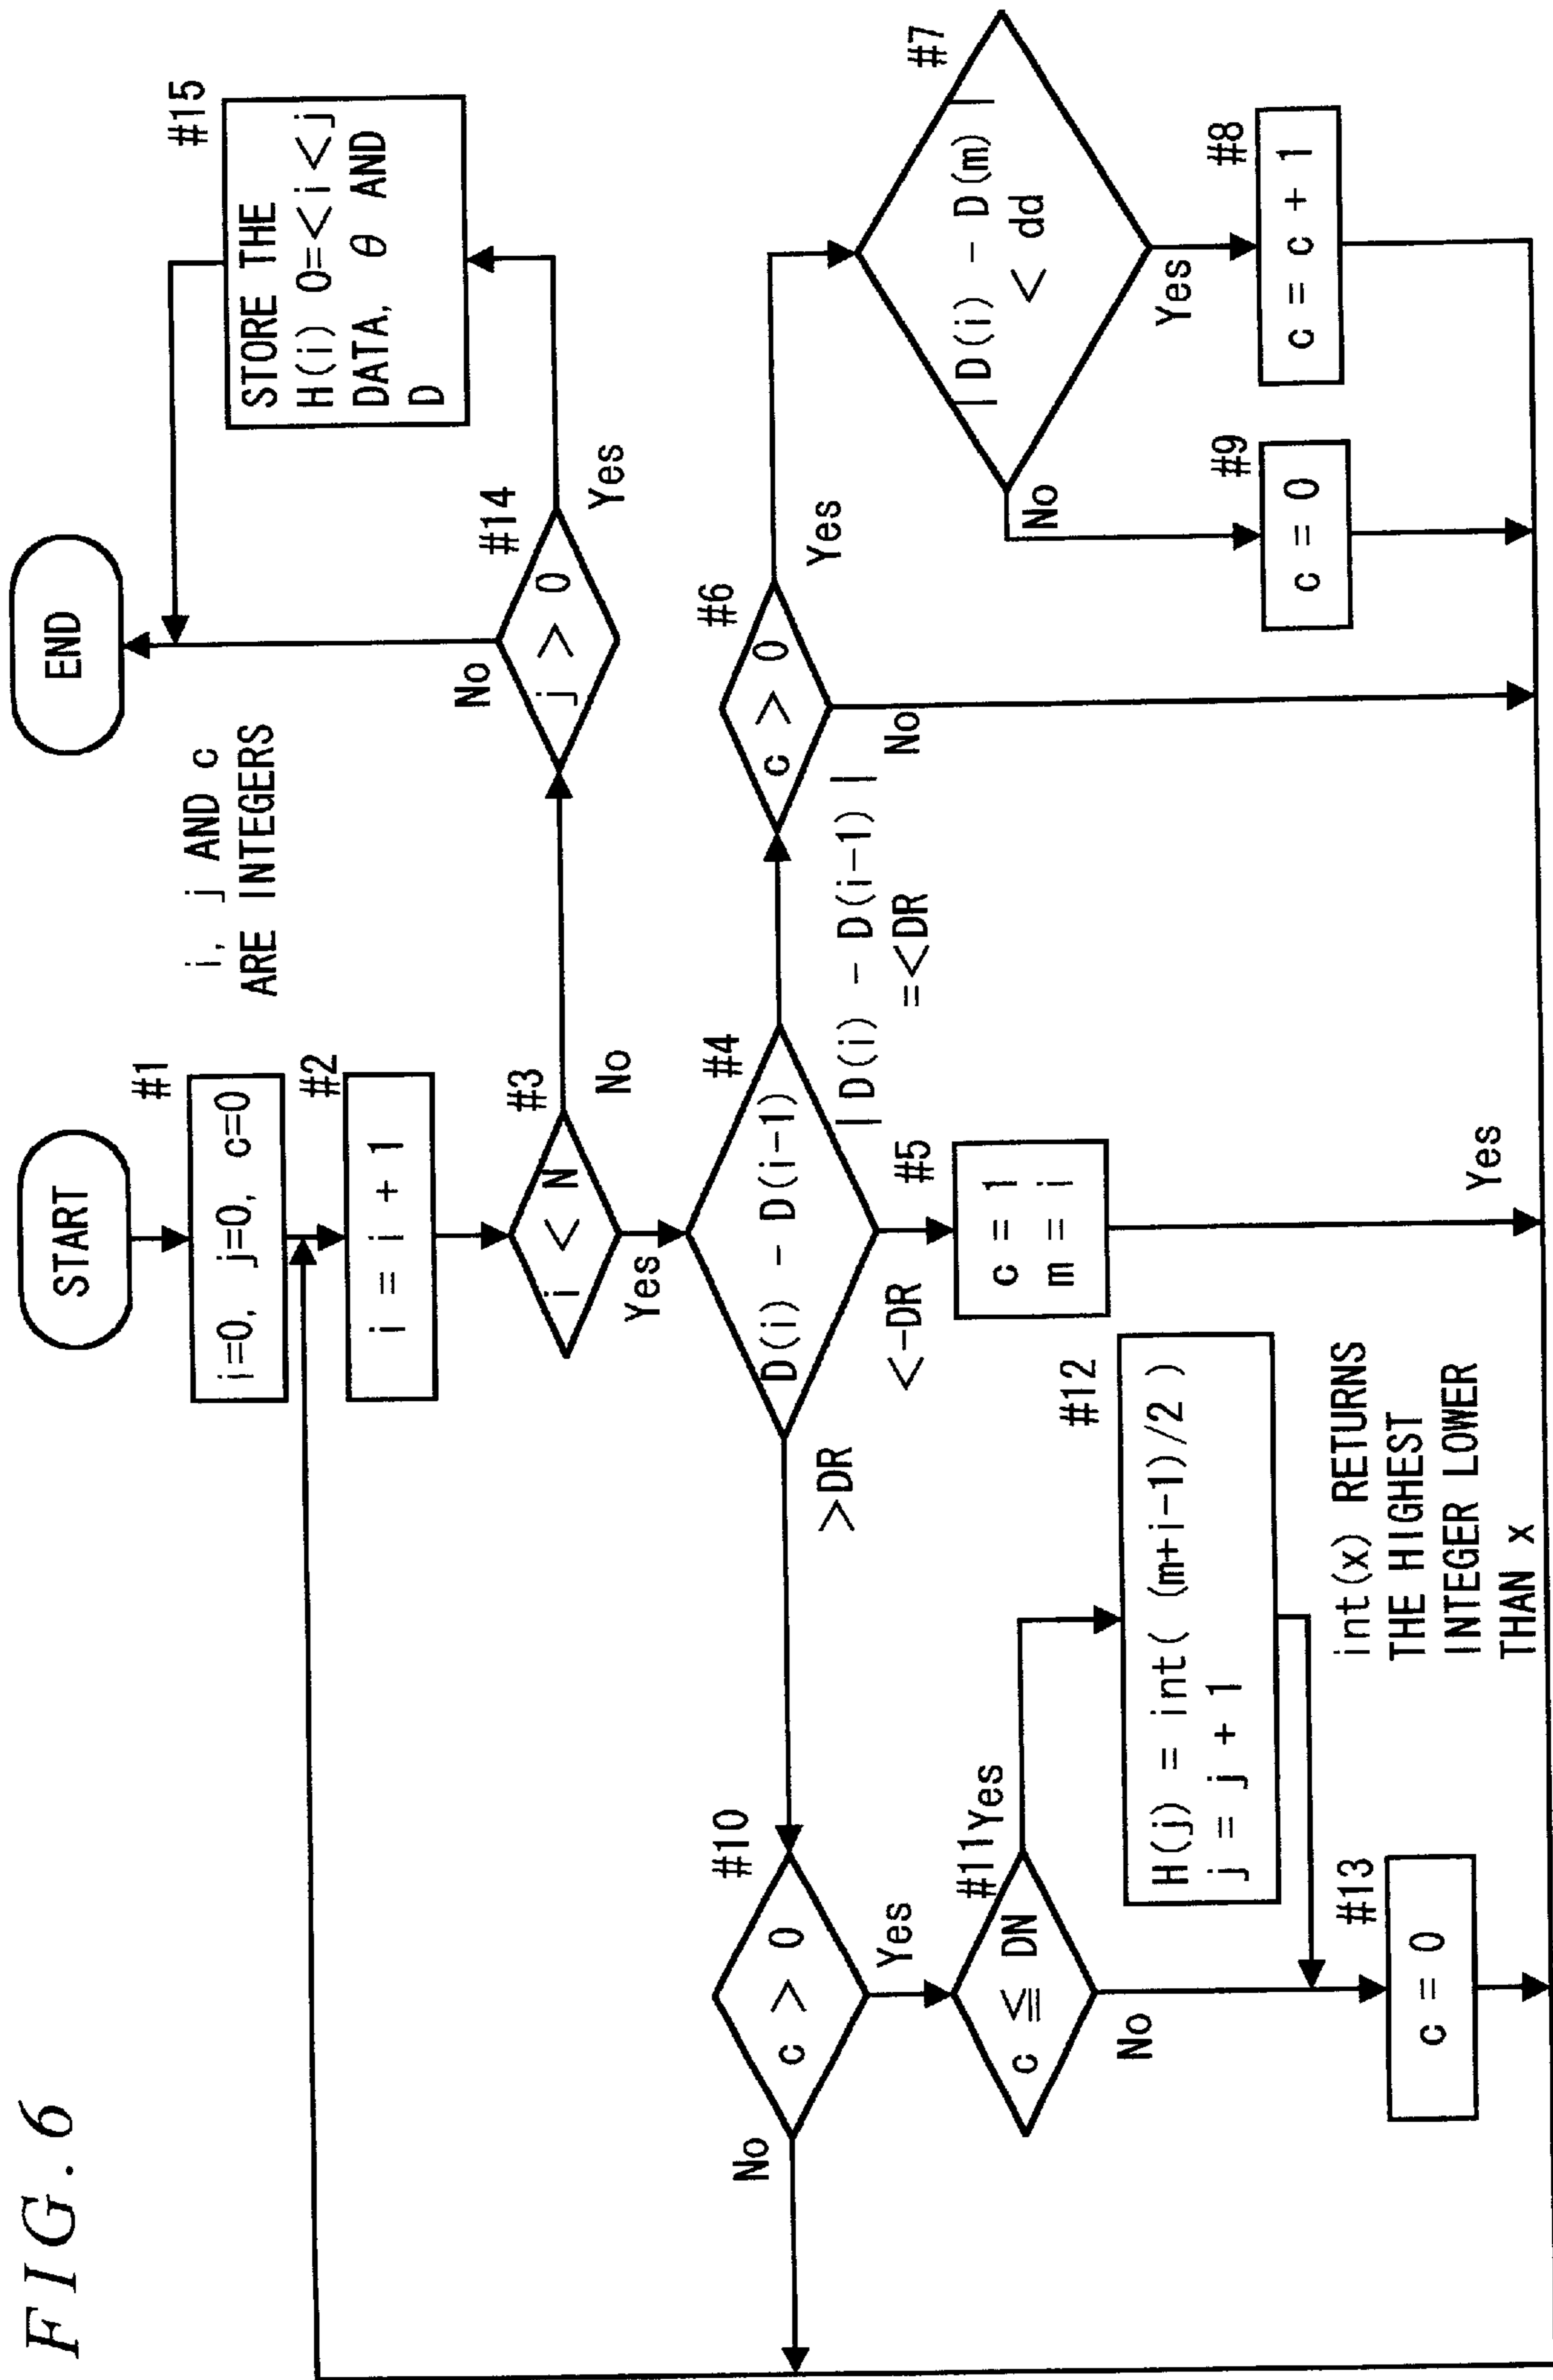 FIG. 6
START
#1
i=0, j=0, c=0
#2
i = i + 1
#3
i < N
No
Yes
i, j AND c
ARE INTEGERS
END
#14
j > 0
No
Yes
#15
STORE THE
H(i) 0=<i<j
DATA, θ AND
D
#4
D(i) - D(i-1)
>DR
<-DR
| D(i) - D(i-1) |
=<DR
#5
c = 1
m = i
Yes
#6
c > 0
Yes
No
#7
| D(i) - D(m) |
< dd
Yes
No
#8
c = c + 1
#9
c = 0
#10
c > 0
No
Yes
#11
c ≦ DN
Yes
No
#12
H(j) = int( (m+i-1)/2 )
j = j + 1
#13
c = 0
int(x) RETURNS
THE HIGHEST
INTEGER LOWER
THAN x